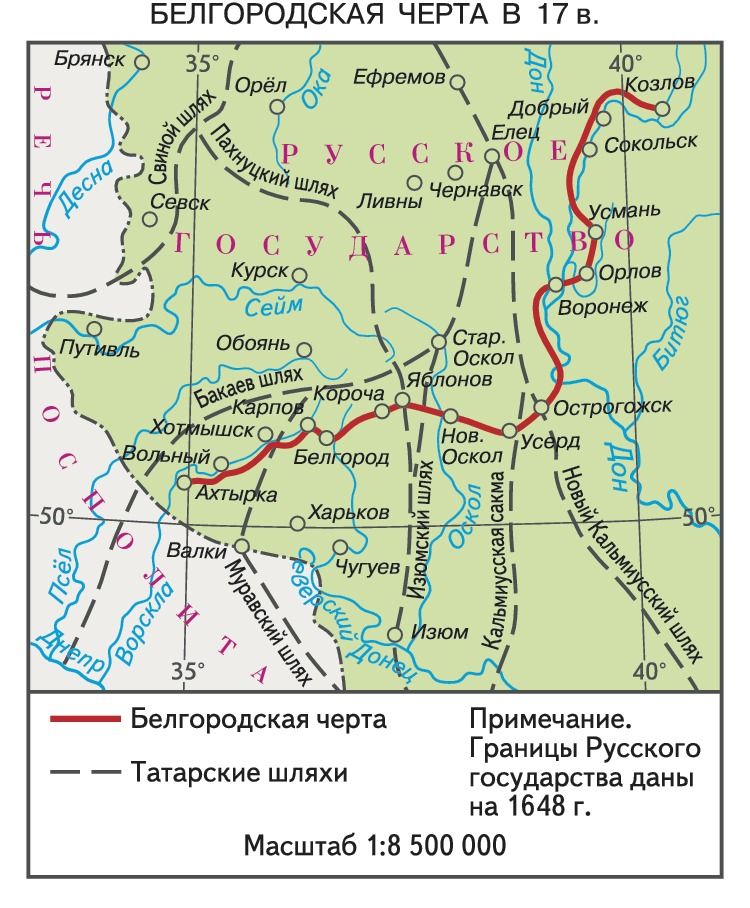 БЕЛГОРОДСКАЯ ЧЕРТА В 17 в.
Брянск
35°
40°
Орёл
Ока
Ефремов
Дон
Козлов
Добрый
Свиной шлях
Пахнуцкий шлях
Елец
Сокольск
РУССКОЕ
Десна
Ливны
Чернавск
Севск
Усмань
ГОСУДАРСТВО
РЕЧЬ
Курск
Орлов
Сейм
Воронеж
Битюг
Путивль
Обоянь
Стар.
Оскол
Бакаев шлях
Яблонов
Короча
Карпов
Острогожск
Хотмышск
Нов.
Оскол
Усерд
Вольный
Белгород
Ахтырка
Дон
ПОСПОЛИТА
50°
Харьков
50°
Изюмский шлях
Оскол
Кальмиусская сакма
Новый Кальмиусский шлях
Валки
Чугуев
Северский Донец
Псёл
Ворскла
Муравский шлях
Изюм
Днепр
35°
40°
Белгородская черта
Татарские шляхи
Примечание.
Границы Русского
государства даны
на 1648 г.
Масштаб 1:8 500 000